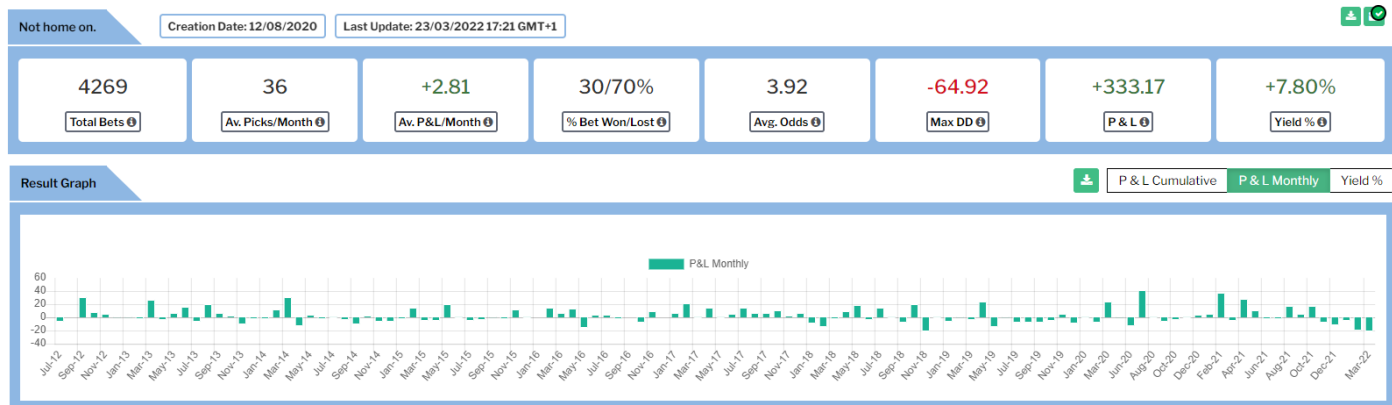 Not home on.
Creation Date: 12/08/2020
Last Update: 23/03/2022 17:21 GMT+1
4269
36
+2.81
30/70%
3.92
-64.92
+333.17
+7.80%
Total Bets
Av. Picks/Month
Av. P&L/Month
% Bet Won/Lost
Avg. Odds
Max DD
P & L
Yield %
Result Graph
P & L Cumulative
P & L Monthly
Yield %
P&L Monthly
60
40
20
0
-20
-40
Jul-12
Sep-12
Nov-12
Jan-13
Mar-13
May-13
Jul-13
Sep-13
Nov-13
Jan-14
Mar-14
May-14
Jul-14
Sep-14
Nov-14
Jan-15
Mar-15
May-15
Jul-15
Sep-15
Nov-15
Jan-16
Mar-16
May-16
Jul-16
Sep-16
Nov-16
Jan-17
Mar-17
May-17
Jul-17
Sep-17
Nov-17
Jan-18
Mar-18
May-18
Jul-18
Sep-18
Nov-18
Jan-19
Mar-19
May-19
Jul-19
Sep-19
Nov-19
Jan-20
Mar-20
Jun-20
Aug-20
Oct-20
Dec-20
Feb-21
Apr-21
Jun-21
Aug-21
Oct-21
Dec-21
Mar-22